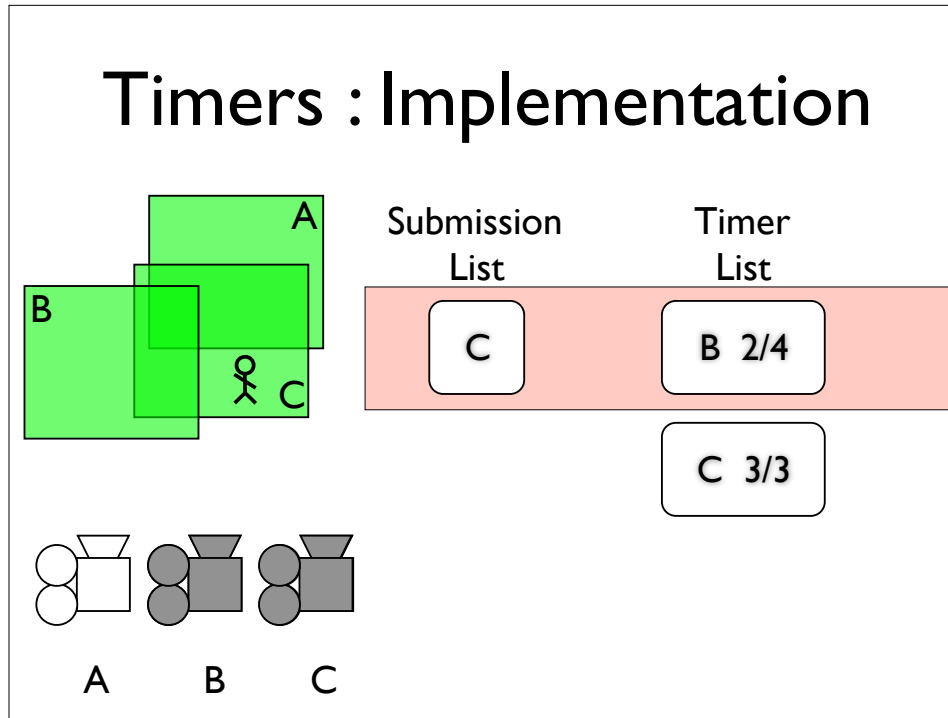 Timers : Implementation
A
B
C
Submission
List
Timer
List
C
B 2/4
C 3/3
A
B
C